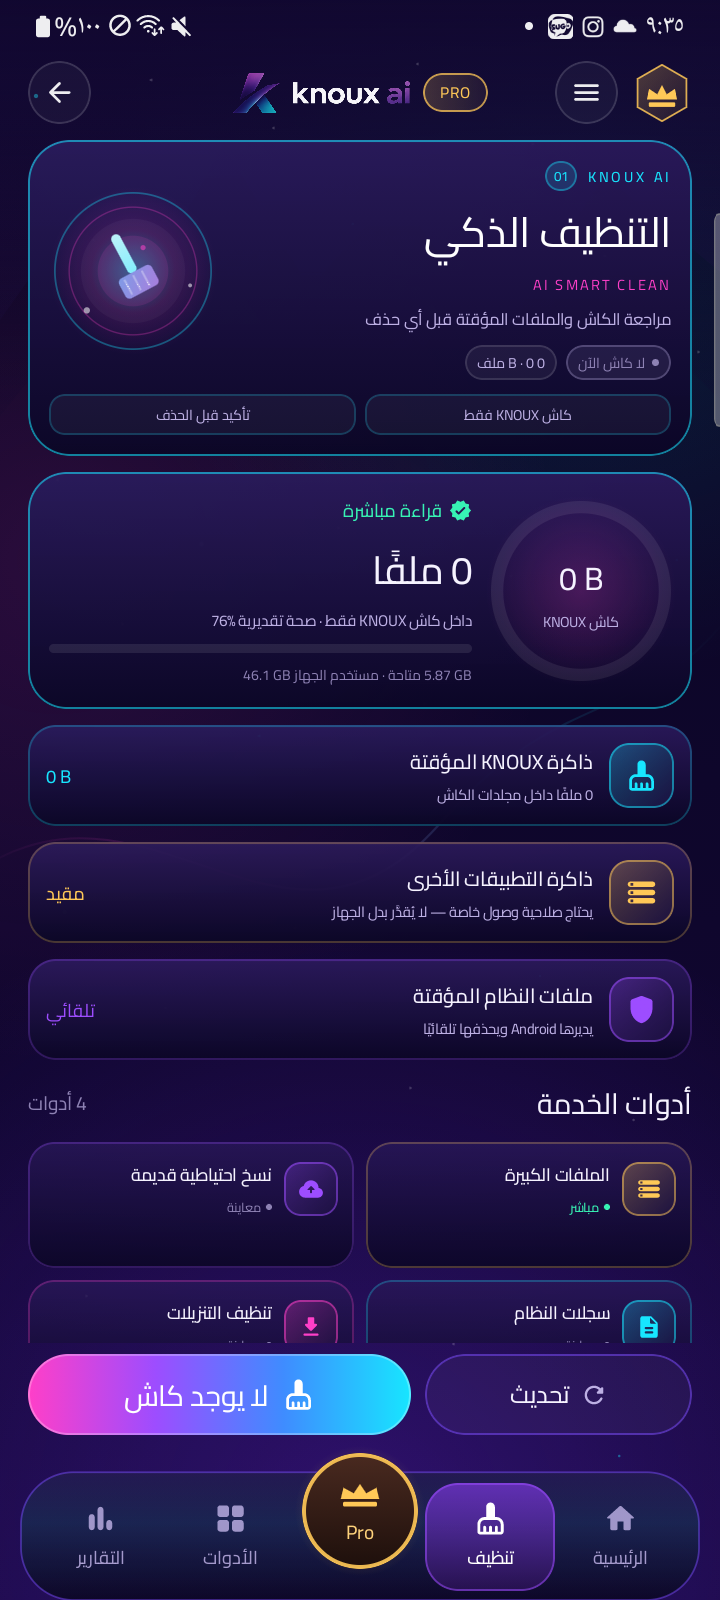 ٩:٣٥
%١٠٠
knoux ai
PRO
KNOUX AI
01
التنظيف الذكي
AI SMART CLEAN
مراجعة الكاش والملفات المؤقتة قبل أي حذف
لا كاش الآن
0 B · 0 ملف
كاش KNOUX فقط
تأكيد قبل الحذف
قراءة مباشرة
0 ملفًا
داخل كاش KNOUX فقط · صحة تقديرية 76%
5.87 GB متاحة · مستخدم الجهاز 46.1 GB
0 B
كاش KNOUX
ذاكرة KNOUX المؤقتة
0 ملفًا داخل مجلدات الكاش
0 B
ذاكرة التطبيقات الأخرى
يحتاج صلاحية وصول خاصة — لا يُقدَّر بدل الجهاز
مقيد
ملفات النظام المؤقتة
يديرها Android ويحذفها تلقائيًا
تلقائي
أدوات الخدمة
4 أدوات
الملفات الكبيرة
مباشر
نسخ احتياطية قديمة
معاينة
سجلات النظام
تنظيف التنزيلات
تحديث
لا يوجد كاش
الرئيسية
تنظيف
Pro
الأدوات
التقارير